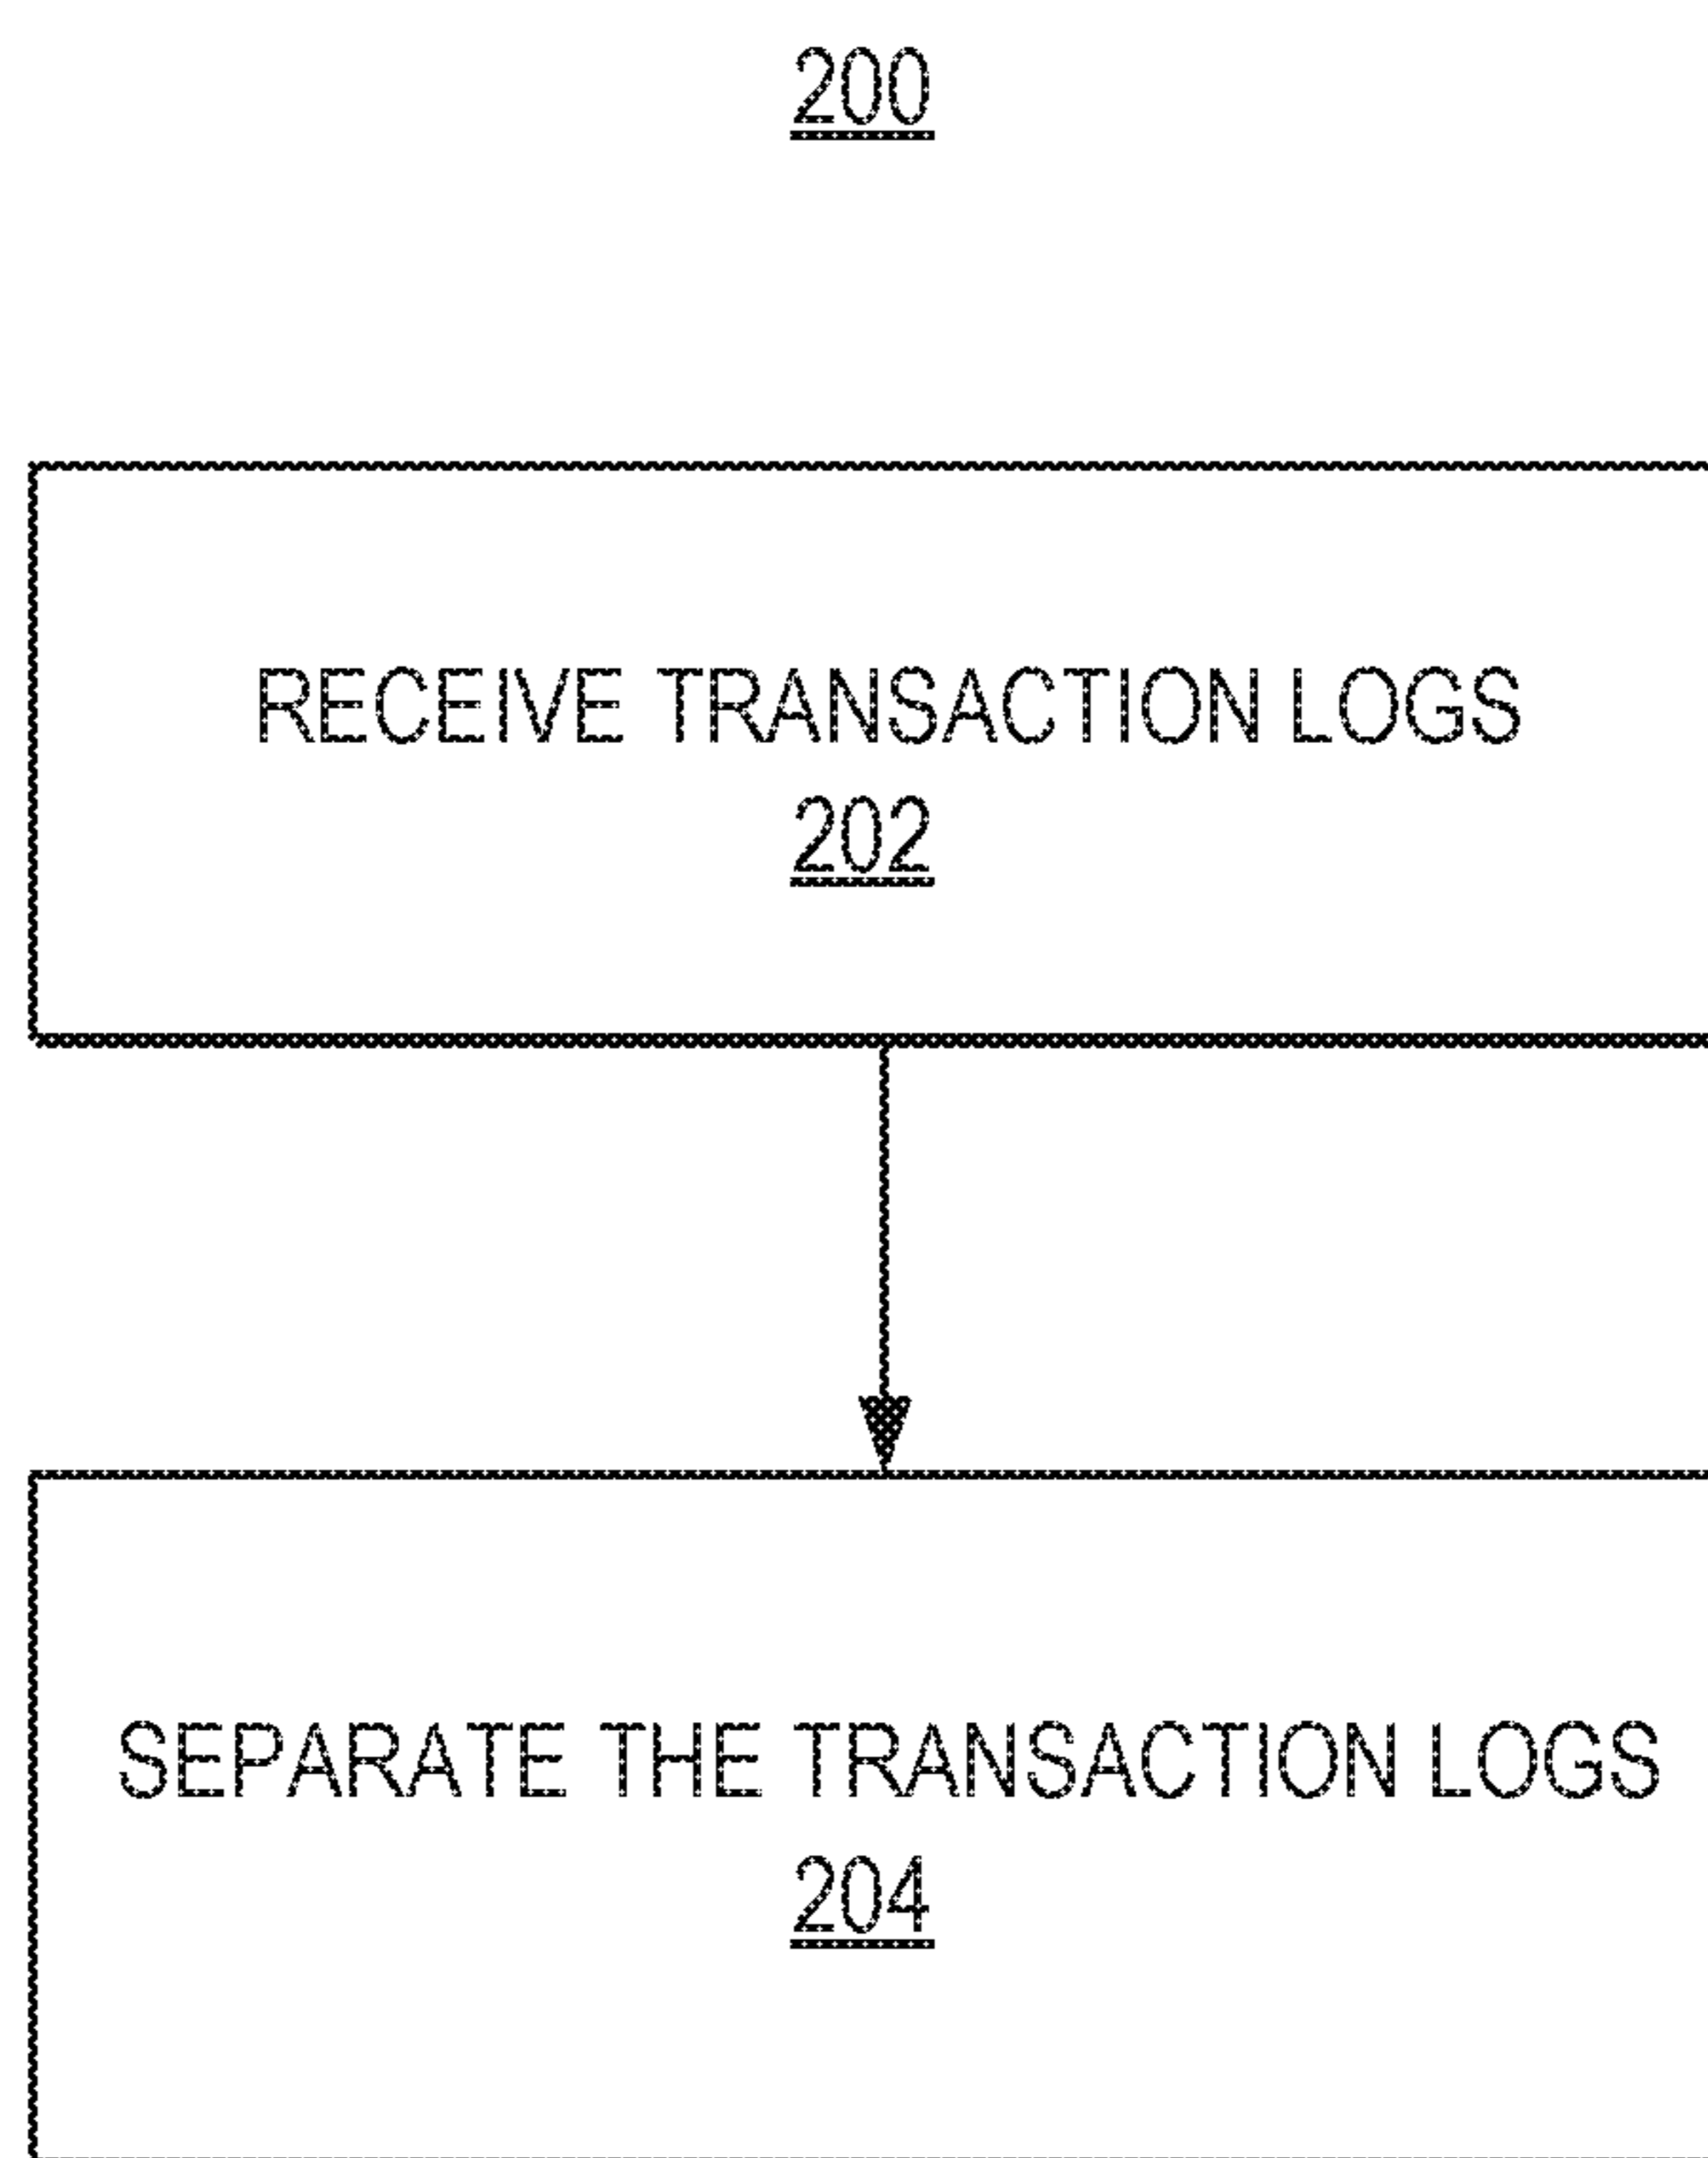 200
RECEIVE TRANSACTION LOGS
202
SEPARATE THE TRANSACTION LOGS
204